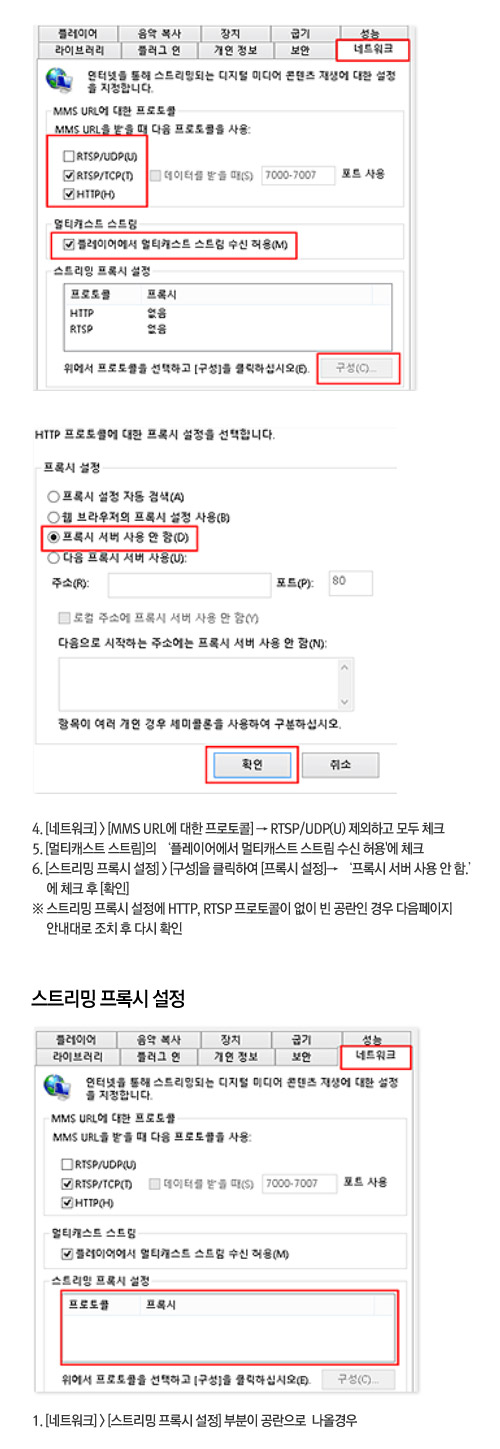 플레이어 음악 복사 장치 굽기 성능
라이브러리 플러그 인 개인 정보 보안 네트워크
인터넷을 통해 스트리밍되는 디지털 미디어 콘텐츠 재생에 대한 설정
을 지정합니다.
MMS URL에 대한 프로토콜
MMS URL을 받을 때 다음 프로토콜을 사용:
RTSP/UDP(U)
RTSP/TCP(T) 데이터를 받을 때(S) 7000-7007 포트 사용
HTTP(H)
멀티캐스트 스트림
플레이어에서 멀티캐스트 스트림 수신 허용(M)
스트리밍 프록시 설정
프로토콜 프록시
HTTP 없음
RTSP 없음
위에서 프로토콜을 선택하고 [구성]을 클릭하십시오(E). 구성(C)...
HTTP 프로토콜에 대한 프록시 설정을 선택합니다.
프록시 설정
프록시 설정 자동 검색(A)
웹 브라우저의 프록시 설정 사용(B)
프록시 서버 사용 안 함(D)
다음 프록시 서버 사용(U):
주소(R): 포트(P): 80
로컬 주소에 프록시 서버 사용 안 함(Y)
다음으로 시작하는 주소에는 프록시 서버 사용 안 함(N):
항목이 여러 개인 경우 세미콜론을 사용하여 구분하십시오.
확인 취소
4. [네트워크] > [MMS URL에 대한 프로토콜] → RTSP/UDP(U) 제외하고 모두 체크
5. [멀티캐스트 스트림]의 ‘플레이어에서 멀티캐스트 스트림 수신 허용'에 체크
6. [스트리밍 프록시 설정] > [구성]을 클릭하여 [프록시 설정]→ ‘프록시 서버 사용 안 함.’
에 체크 후 [확인]
※ 스트리밍 프록시 설정에 HTTP, RTSP 프로토콜이 없이 빈 공란인 경우 다음페이지
안내대로 조치 후 다시 확인
스트리밍 프록시 설정
플레이어 음악 복사 장치 굽기 성능
라이브러리 플러그 인 개인 정보 보안 네트워크
인터넷을 통해 스트리밍되는 디지털 미디어 콘텐츠 재생에 대한 설정
을 지정합니다.
MMS URL에 대한 프로토콜
MMS URL을 받을 때 다음 프로토콜을 사용:
RTSP/UDP(U)
RTSP/TCP(T) 데이터를 받을 때(S) 7000-7007 포트 사용
HTTP(H)
멀티캐스트 스트림
플레이어에서 멀티캐스트 스트림 수신 허용(M)
스트리밍 프록시 설정
프로토콜 프록시
위에서 프로토콜을 선택하고 [구성]을 클릭하십시오(E). 구성(C)...
1. [네트워크] > [스트리밍 프록시 설정] 부분이 공란으로 나올경우